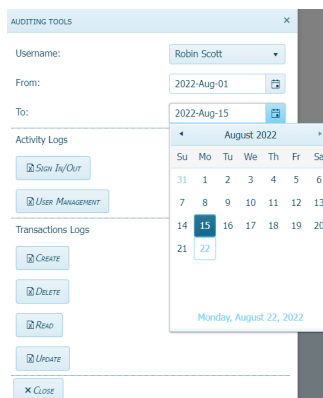 AUDITING TOOLS ×
Username: Robin Scott
From: 2022-Aug-01
To: 2022-Aug-15
August 2022
Su Mo Tu We Th Fr Sa
31 1 2 3 4 5 6
7 8 9 10 11 12 13
14 15 16 17 18 19 20
21 22
Monday, August 22, 2022
Activity Logs
SIGN IN/OUT
USER MANAGEMENT
Transactions Logs
CREATE
DELETE
READ
UPDATE
× CLOSE